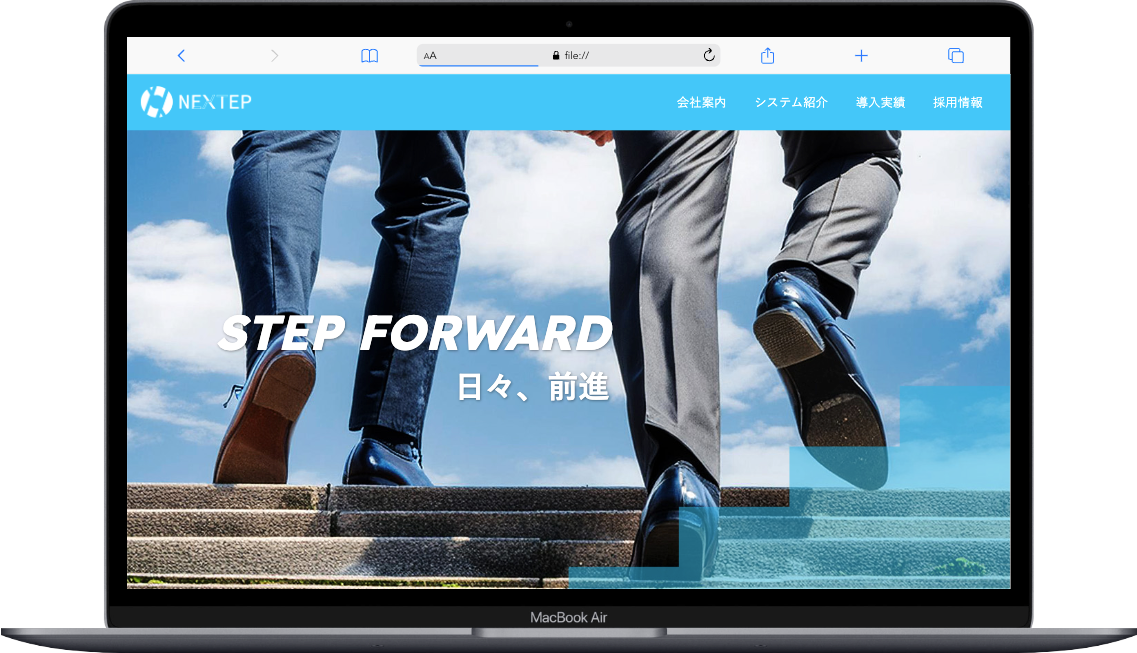 AA
file://
NEXTEP
会社案内
システム紹介
導入実績
採用情報
STEP FORWARD
日々、前進
MacBook Air